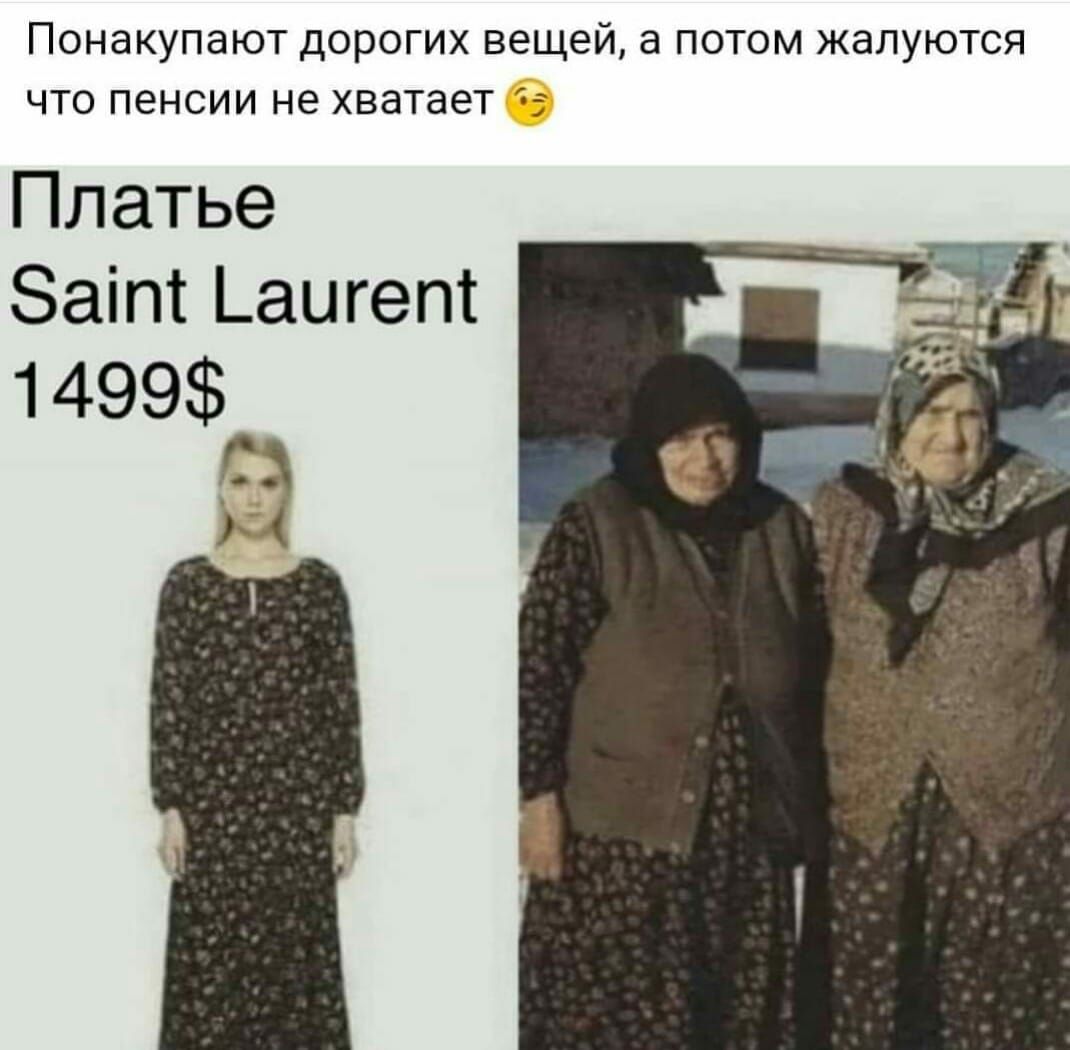 Понакупают дорогих вещей, а потом жалуются
что пенсии не хватает 😉
Платье
Saint Laurent
1499$